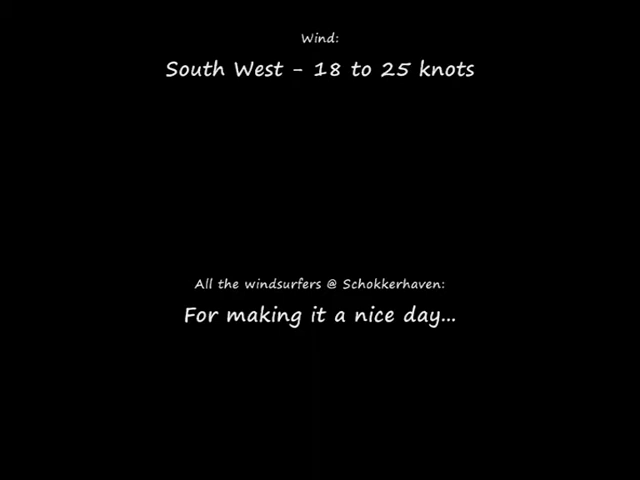 Wind:
South West - 18 to 25 knots
All the windsurfers @ Schokkerhaven:
For making it a nice day...